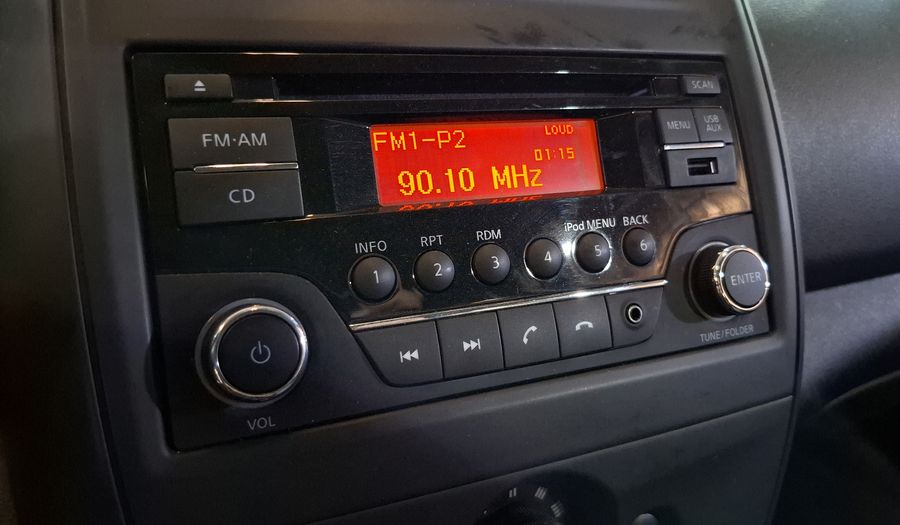 SCAN
FM·AM
CD
FM1-P2
LOUD
01:15
90.10 MHz
MENU
USB
AUX
INFO
RPT
RDM
iPod MENU
BACK
1
2
3
4
5
6
ENTER
TUNE/FOLDER
VOL